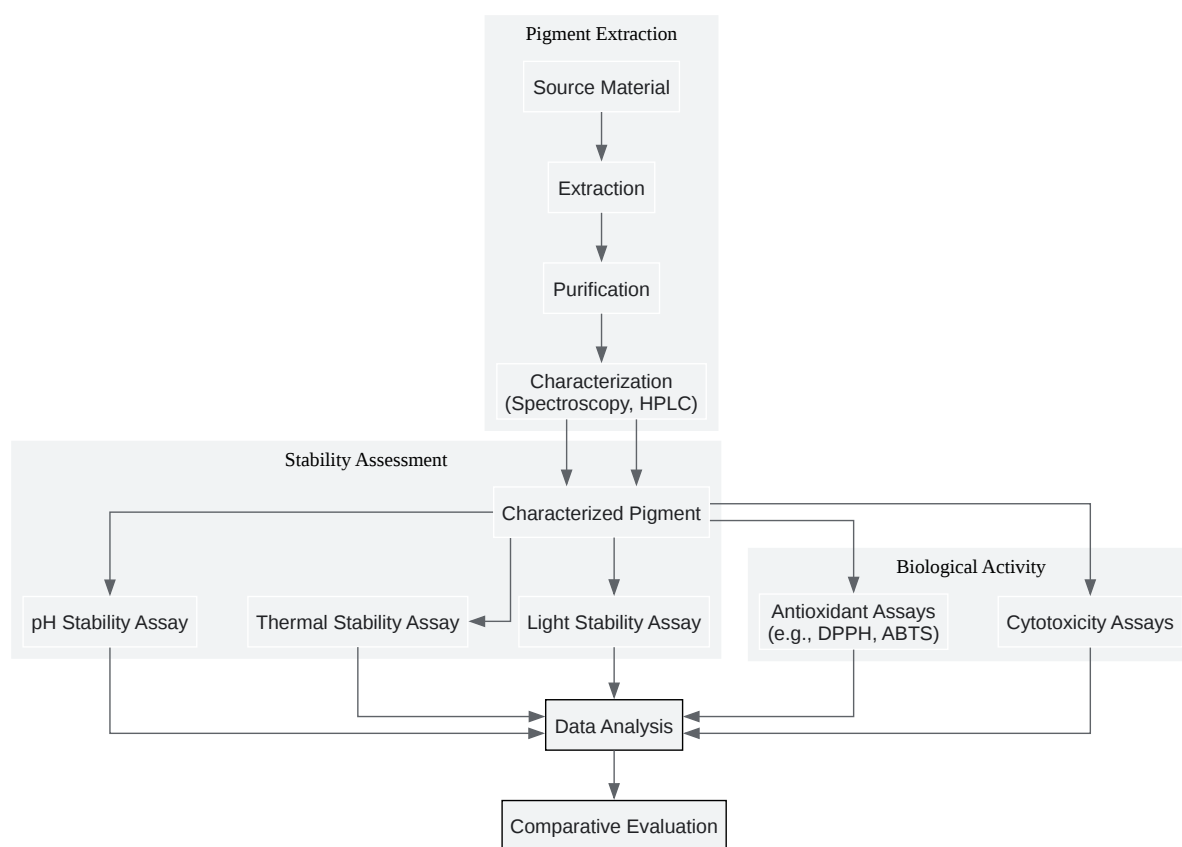 Pigment Extraction
Source Material
Extraction
Purification
Characterization
(Spectroscopy, HPLC)
Stability Assessment
Characterized Pigment
Biological Activity
pH Stability Assay
Thermal Stability Assay
Light Stability Assay
Antioxidant Assays
(e.g., DPPH, ABTS)
Cytotoxicity Assays
Data Analysis
Comparative Evaluation